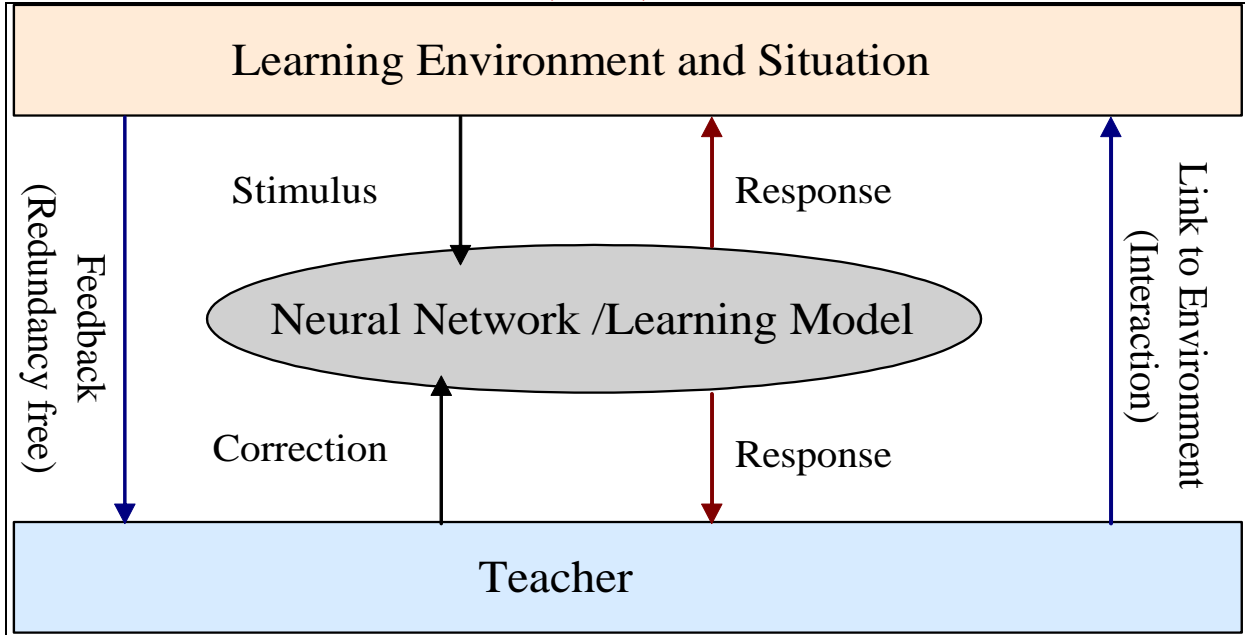 Learning Environment and Situation
Feedback
(Redundancy free)
Stimulus
Response
Link to Environment
(Interaction)
Neural Network /Learning Model
Correction
Response
Teacher